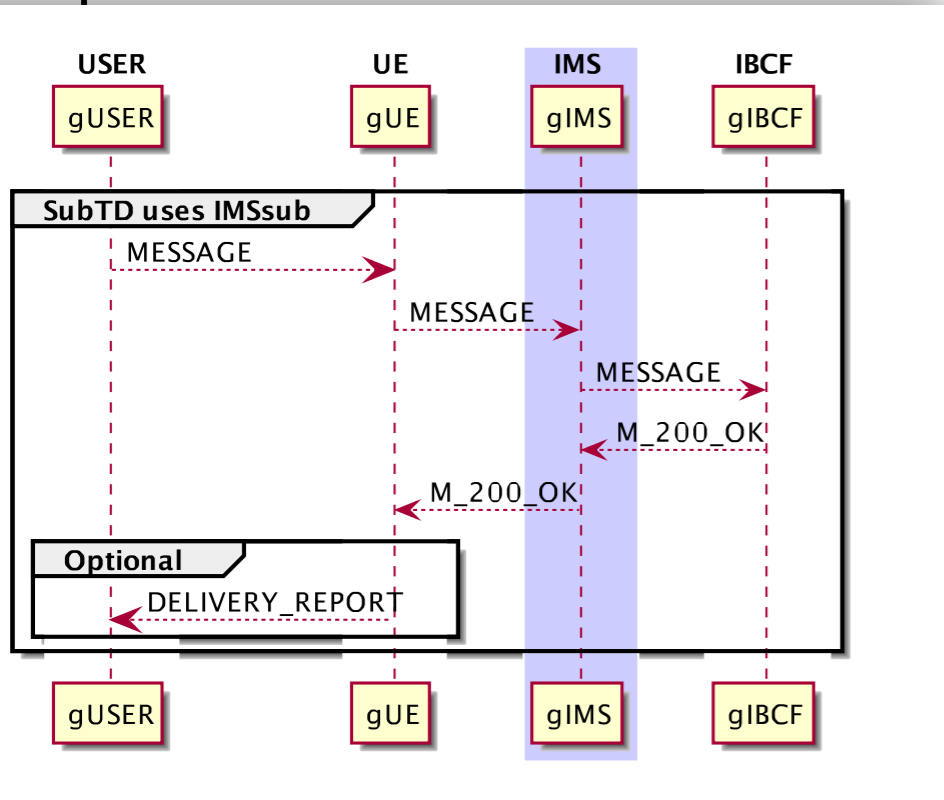 USER UE IMS IBCF
gUSER gUE gIMS gIBCF
SubTD uses IMSsub
MESSAGE
MESSAGE
MESSAGE
M_200_OK
M_200_OK
Optional
DELIVERY_REPORT
gUSER gUE gIMS gIBCF